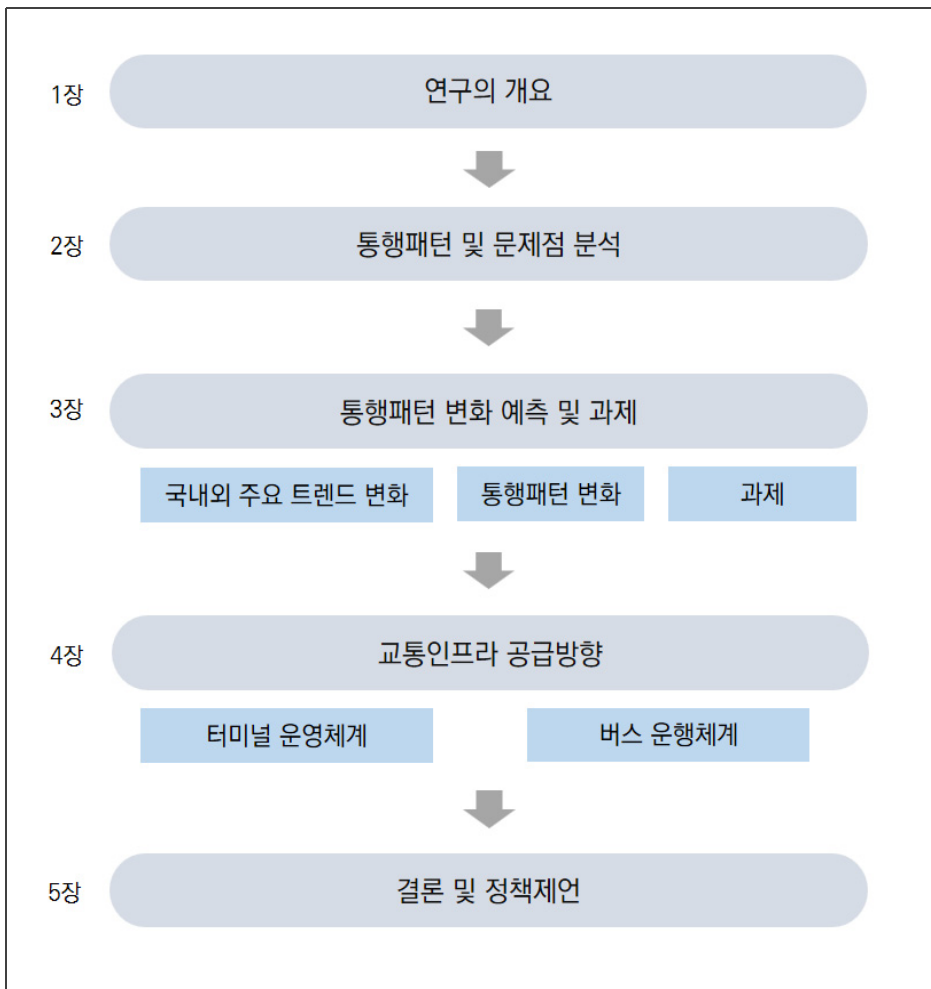 1장 연구의 개요
2장 통행패턴 및 문제점 분석
3장 통행패턴 변화 예측 및 과제
국내외 주요 트렌드 변화 통행패턴 변화 과제
4장 교통인프라 공급방향
터미널 운영체계 버스 운행체계
5장 결론 및 정책제언